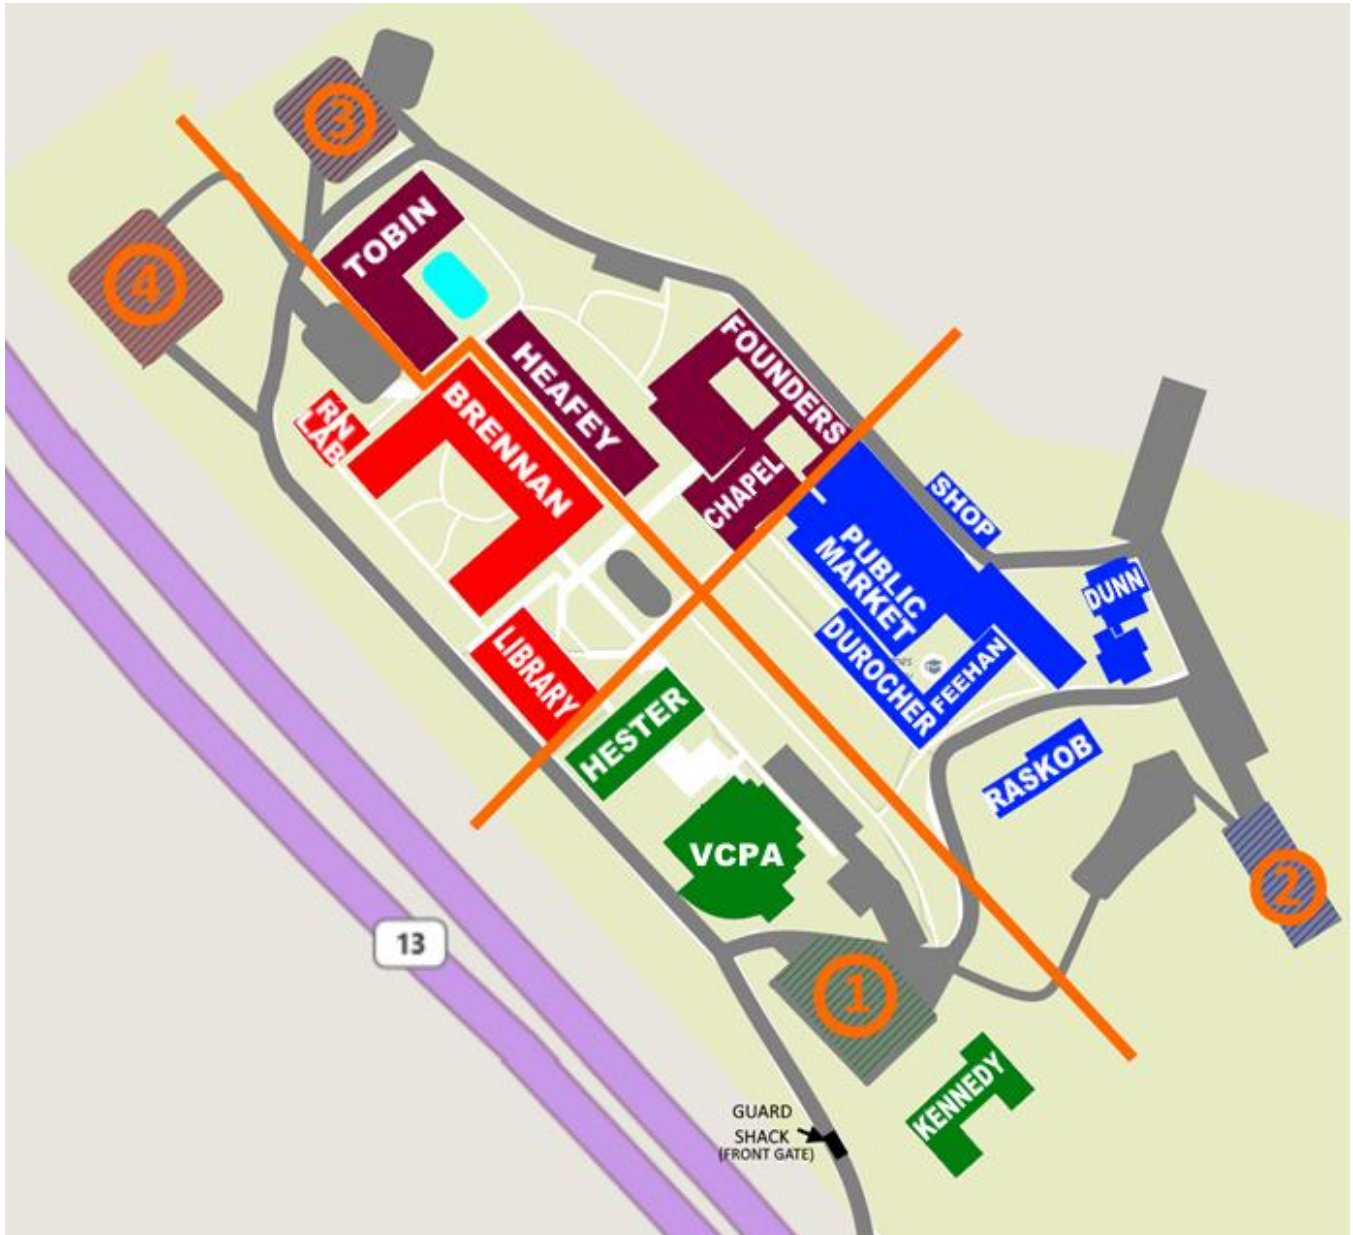 3
TOBIN
4
FOUNDERS
HEAFEY
BRENNAN
RN
LAB
CHAPEL
SHOP
PUBLIC
MARKET
DUNN
DUROCHER
FEEHAN
LIBRARY
HESTER
RASKOB
VCPA
2
13
1
KENNEDY
GUARD
SHACK
(FRONT GATE)